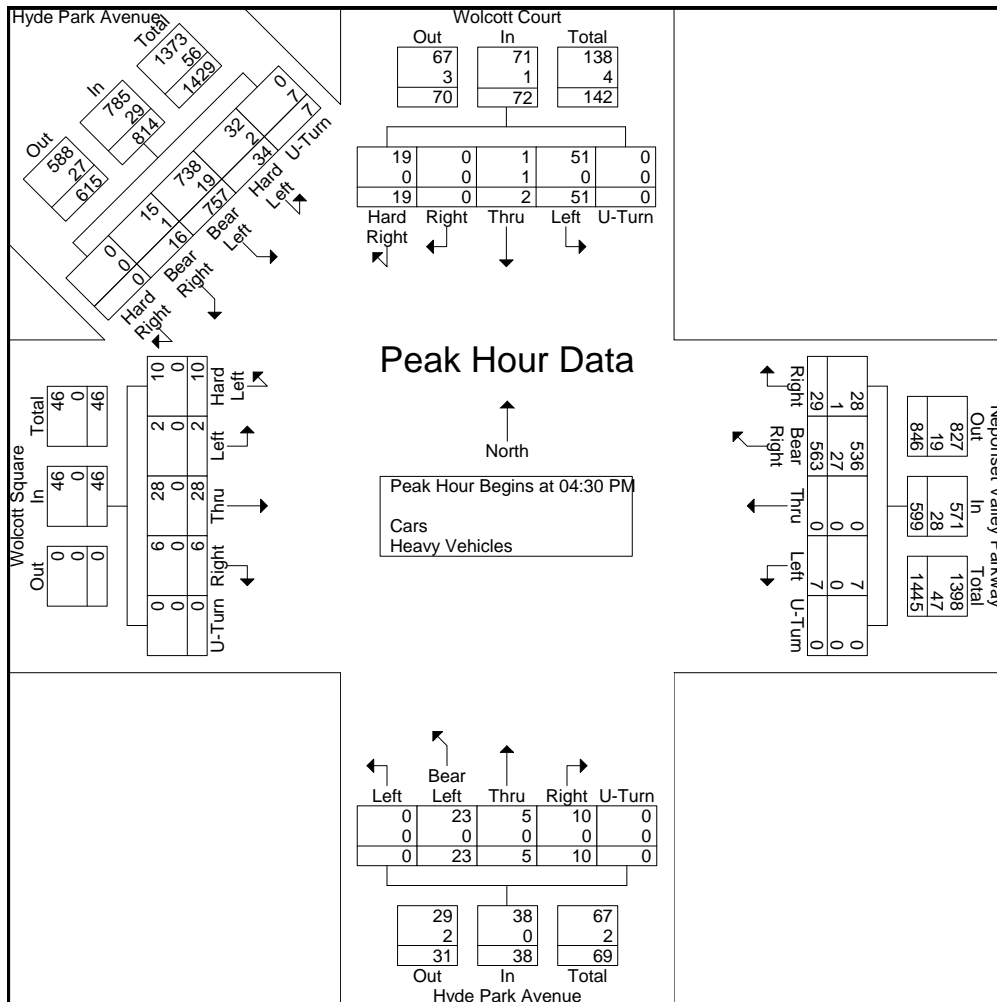 Hyde Park Avenue
Total
1373
56
1429
In
785
29
814
Out
588
27
615
0 32 738 15 0
7 2 19 1 0
7 34 757 16 0
U-Turn
Hard Left
Bear Left
Bear Right
Hard Right
Wolcott Court
Out In Total
67 71 138
3 1 4
70 72 142
19 0 1 51 0
0 0 1 0 0
19 0 2 51 0
Hard Right Thru Left U-Turn
Right
Peak Hour Data
North
Peak Hour Begins at 04:30 PM
Cars
Heavy Vehicles
Wolcott Square
Total
46
0
46
In
46
0
46
Out
0
0
0
10 2 28 6 0
0 0 0 0 0
10 2 28 6 0
Hard Left Thru Right U-Turn
Left
Right Bear Thru Left U-Turn
Right
28 536 0 7 0
1 27 0 0 0
29 563 0 7 0
Out In Total
827 571 1398
19 28 47
846 599 1445
Neponset Valley Parkway
Bear
Left Left Thru Right U-Turn
0 23 5 10 0
0 0 0 0 0
0 23 5 10 0
29 38 67
2 0 2
31 38 69
Out In Total
Hyde Park Avenue